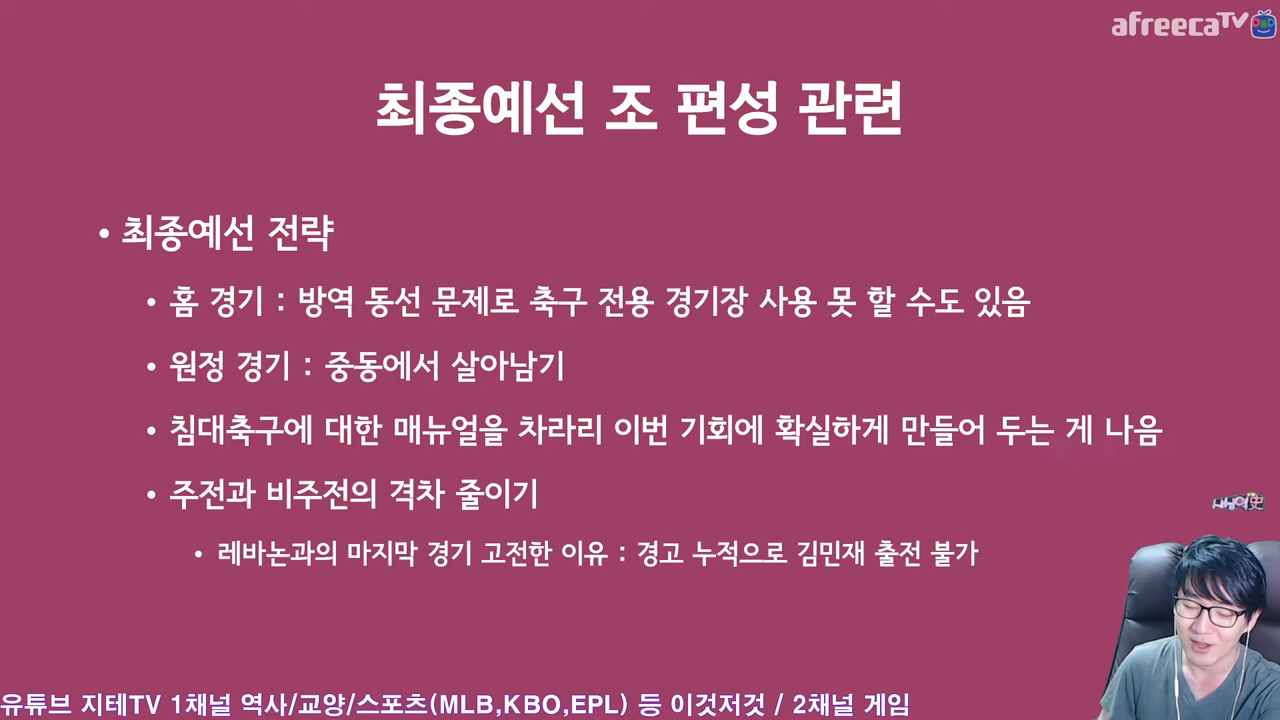 afreecaTV
최종예선 조 편성 관련
• 최종예선 전략
• 홈 경기 : 방역 동선 문제로 축구 전용 경기장 사용 못 할 수도 있음
• 원정 경기 : 중동에서 살아남기
• 침대축구에 대한 매뉴얼을 차라리 이번 기회에 확실하게 만들어 두는 게 나음
• 주전과 비주전의 격차 줄이기
• 레바논과의 마지막 경기 고전한 이유 : 경고 누적으로 김민재 출전 불가
유튜브 지테TV 1채널 역사/교양/스포츠(MLB,KBO,EPL) 등 이것저것 / 2채널 게임